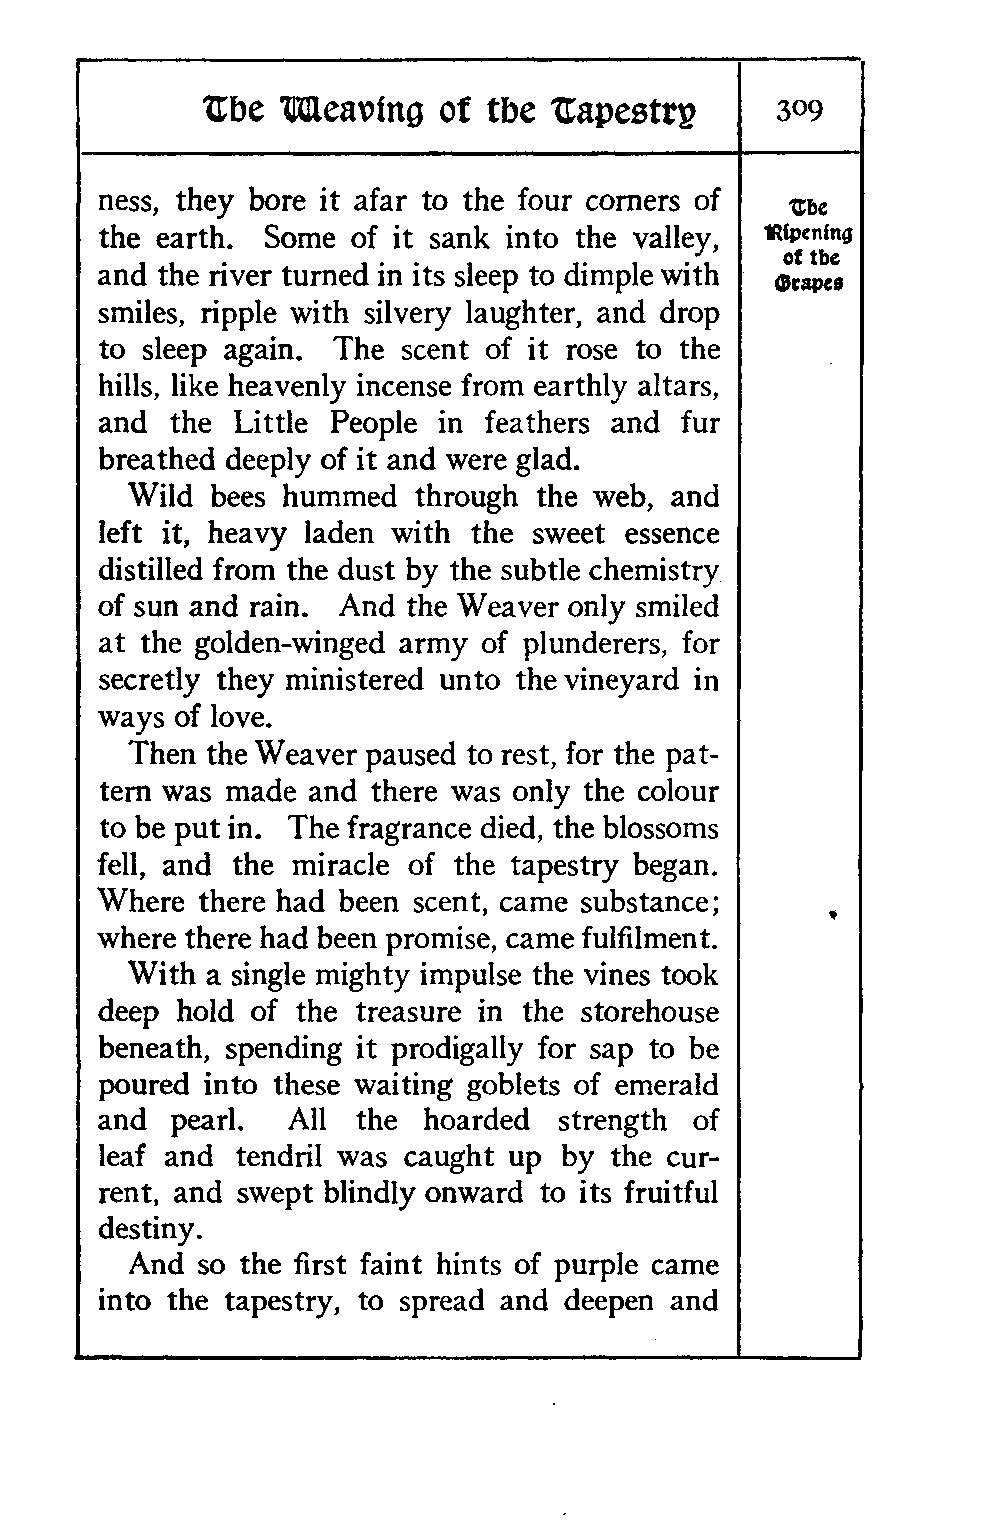 The Weaving of the Tapestry
309
The
Ripening
of the
Grapes
ness, they bore it afar to the four corners of
the earth. Some of it sank into the valley,
and the river turned in its sleep to dimple with
smiles, ripple with silvery laughter, and drop
to sleep again. The scent of it rose to the
hills, like heavenly incense from earthly altars,
and the Little People in feathers and fur
breathed deeply of it and were glad.
Wild bees hummed through the web, and
left it, heavy laden with the sweet essence
distilled from the dust by the subtle chemistry
of sun and rain. And the Weaver only smiled
at the golden-winged army of plunderers, for
secretly they ministered unto the vineyard in
ways of love.
Then the Weaver paused to rest, for the pat-
tern was made and there was only the colour
to be put in. The fragrance died, the blossoms
fell, and the miracle of the tapestry began.
Where there had been scent, came substance;
where there had been promise, came fulfilment.
With a single mighty impulse the vines took
deep hold of the treasure in the storehouse
beneath, spending it prodigally for sap to be
poured into these waiting goblets of emerald
and pearl. All the hoarded strength of
leaf and tendril was caught up by the cur-
rent, and swept blindly onward to its fruitful
destiny.
And so the first faint hints of purple came
into the tapestry, to spread and deepen and